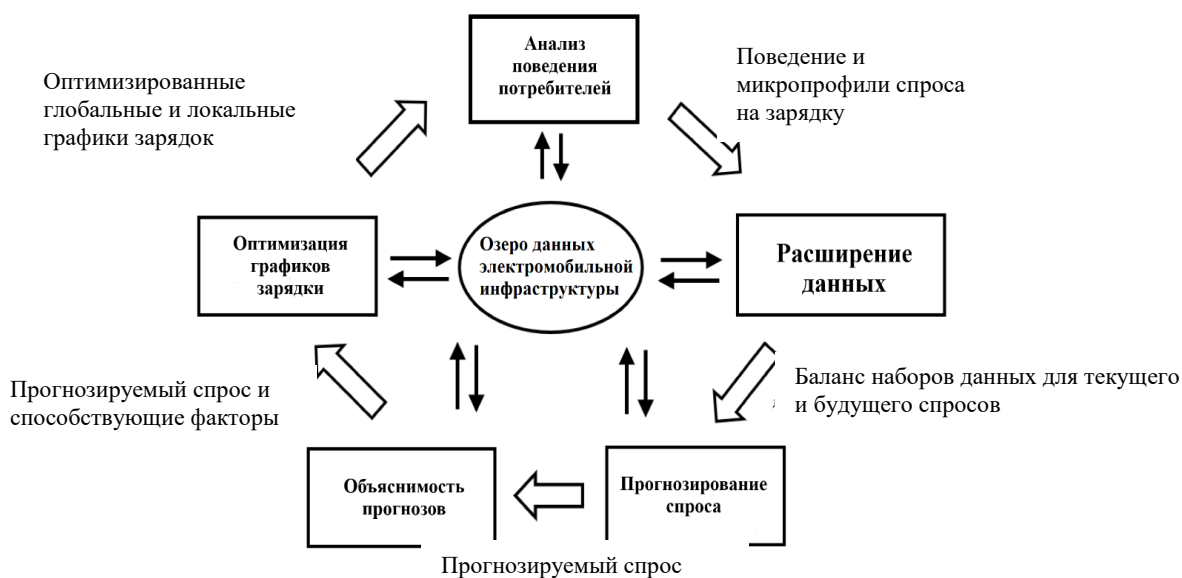 Анализ
поведения
потребителей
Поведение и
микропрофили спроса
на зарядку
Оптимизированные
глобальные и локальные
графики зарядок
Оптимизация
графиков
зарядки
Озеро данных
электромобильной
инфраструктуры
Расширение
данных
Прогнозируемый спрос и
способствующие факторы
Баланс наборов данных для текущего
и будущего спросов
Объяснимость
прогнозов
Прогнозирование
спроса
Прогнозируемый спрос